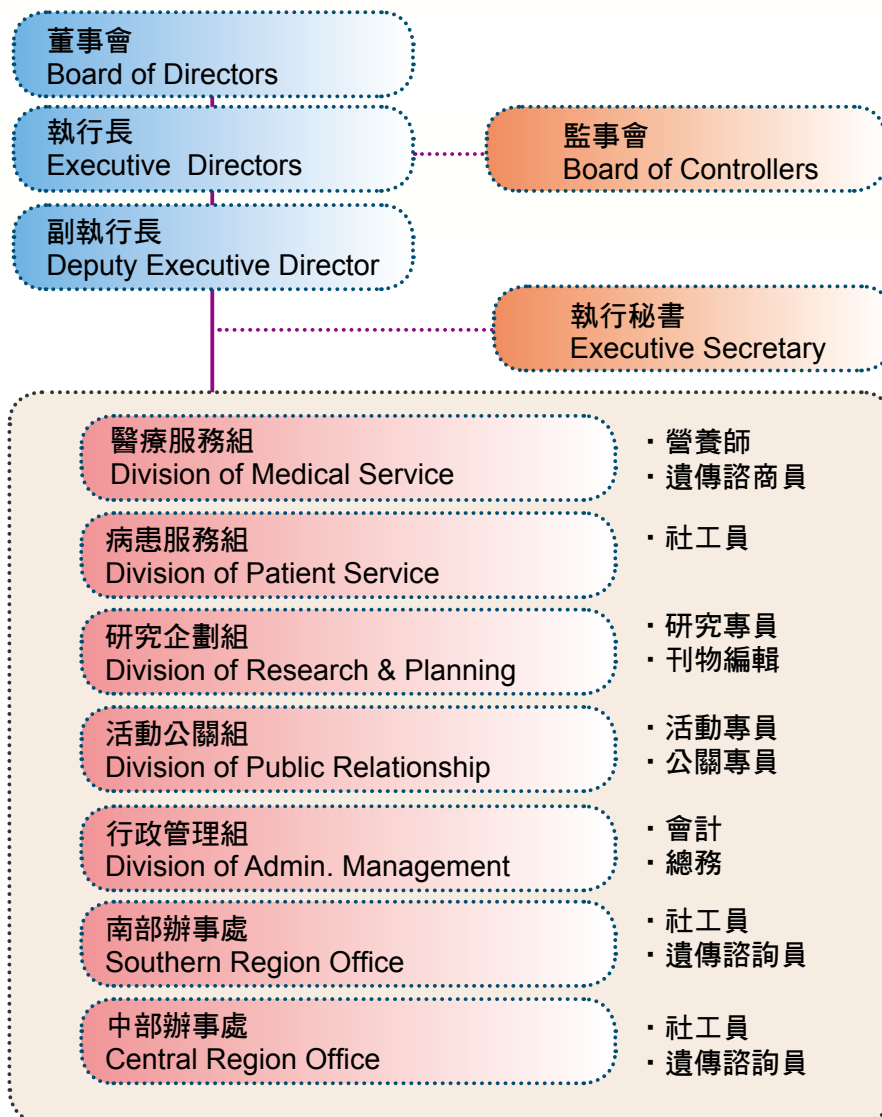 董事會
Board of Directors
執行長
Executive Directors
監事會
Board of Controllers
副執行長
Deputy Executive Director
執行秘書
Executive Secretary
醫療服務組
Division of Medical Service
・營養師
・遺傳諮商員
病患服務組
Division of Patient Service
・社工員
研究企劃組
Division of Research & Planning
・研究專員
・刊物編輯
活動公關組
Division of Public Relationship
・活動專員
・公關專員
行政管理組
Division of Admin. Management
・會計
・總務
南部辦事處
Southern Region Office
・社工員
・遺傳諮詢員
中部辦事處
Central Region Office
・社工員
・遺傳諮詢員